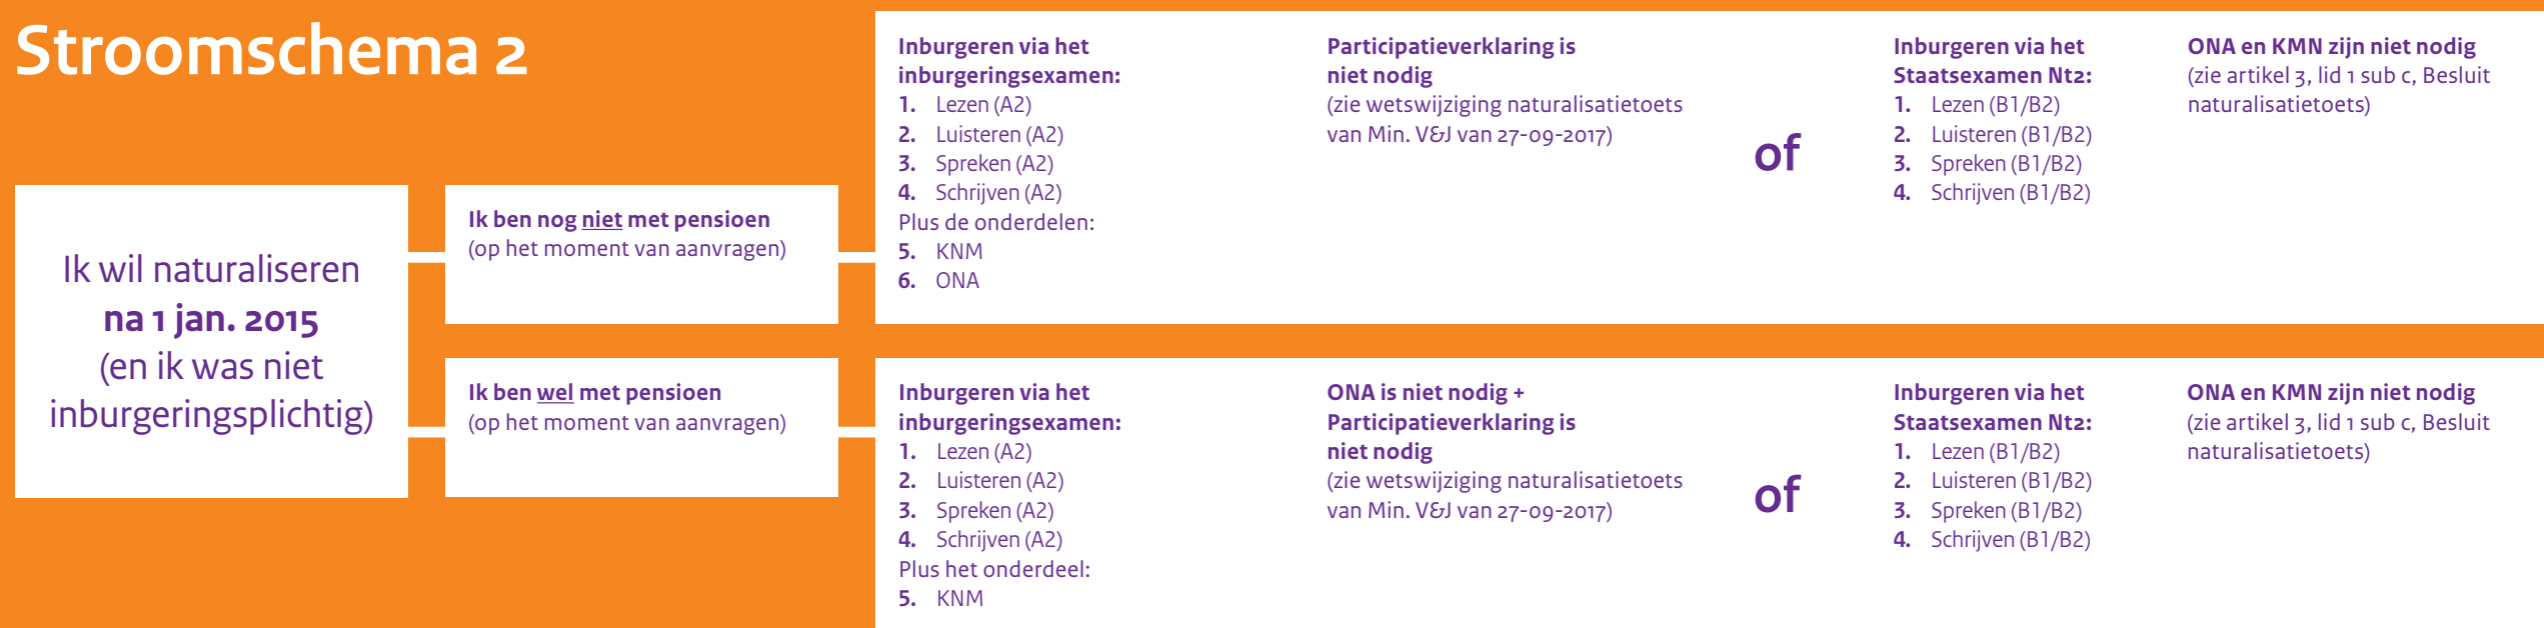 Stroomschema 2
Ik wil naturaliseren
na 1 jan. 2015
(en ik was niet
inburgeringsplichtig)
Ik ben nog niet met pensioen
(op het moment van aanvragen)
Inburgeren via het
inburgeringsexamen:
1. Lezen (A2)
2. Luisteren (A2)
3. Spreken (A2)
4. Schrijven (A2)
Plus de onderdelen:
5. KNM
6. ONA
Participatieverklaring is
niet nodig
(zie wetswijziging naturalisatietoets
van Min. V&J van 27-09-2017)
of
Inburgeren via het
Staatsexamen Nt2:
1. Lezen (B1/B2)
2. Luisteren (B1/B2)
3. Spreken (B1/B2)
4. Schrijven (B1/B2)
ONA en KMN zijn niet nodig
(zie artikel 3, lid 1 sub c, Besluit
naturalisatietoets)
Ik ben wel met pensioen
(op het moment van aanvragen)
Inburgeren via het
inburgeringsexamen:
1. Lezen (A2)
2. Luisteren (A2)
3. Spreken (A2)
4. Schrijven (A2)
Plus het onderdeel:
5. KNM
ONA is niet nodig +
Participatieverklaring is
niet nodig
(zie wetswijziging naturalisatietoets
van Min. V&J van 27-09-2017)
of
Inburgeren via het
Staatsexamen Nt2:
1. Lezen (B1/B2)
2. Luisteren (B1/B2)
3. Spreken (B1/B2)
4. Schrijven (B1/B2)
ONA en KMN zijn niet nodig
(zie artikel 3, lid 1 sub c, Besluit
naturalisatietoets)